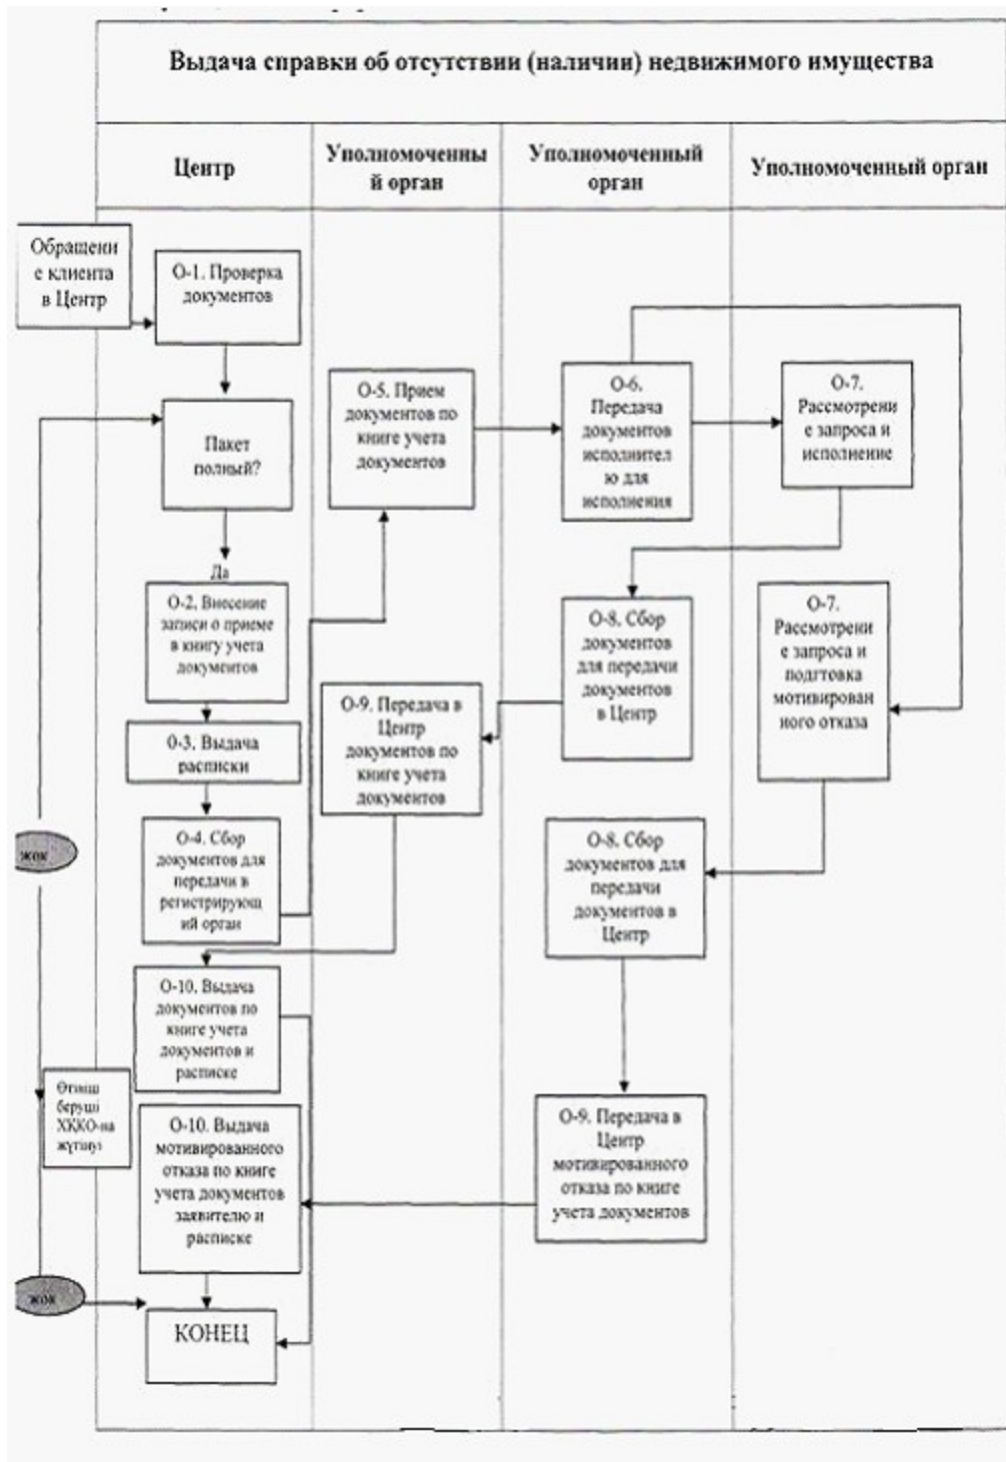 Выдача справки об отсутствии (наличии) недвижимого имущества
Центр
Уполномоченны
й орган
Уполномоченный
орган
Уполномоченный орган
Обращени
е клиента
в Центр
О-1. Проверка
документов
Пакет
полный?
Да
О-2. Внесение
записи о приеме
в книгу учета
документов
0-3. Выдача
расписки
О-4. Сбор
документов для
передачи в
регистрирующ
ий орган
О-5. Прием
документов по
книге учета
документов
О-6.
Передача
документов
исполнител
ю для
исполнения
О-7.
Рассмотрени
е запроса и
исполнение
О-7.
Рассмотрени
е запроса и
подгтовка
мотивирован
ного отказа
О-8. Сбор
документов
для передачи
документов
в Центр
О-9. Передача в
Центр
документов по
книге учета
документов
О-8. Сбор
документов для
передачи
документов в
Центр
О-10. Выдача
документов по
книге учета
документов и
расписке
жок
Өтініш
беруші
ХҚКО-на
жүгінуі
О-10. Выдача
мотивированного
отказа по книге
учета документов
заявителю и
расписке
О-9. Передача в
Центр
мотивированного
отказа по книге
учета документов
жок
КОНЕЦ